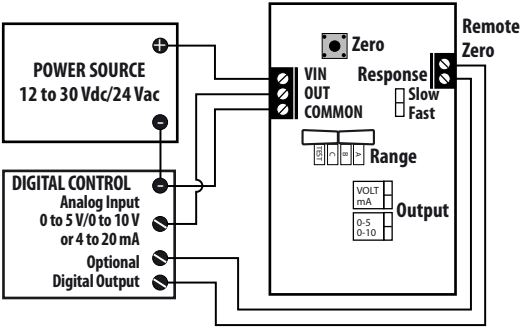 POWER SOURCE
12 to 30 Vdc/24 Vac
DIGITAL CONTROL
Analog Input
0 to 5 V/0 to 10 V
or 4 to 20 mA
Optional
Digital Output
Zero
VIN
OUT
COMMON
Response
Slow
Fast
Remote
Zero
TEST
C
B
A
Range
VOLT
mA
0-5
0-10
Output